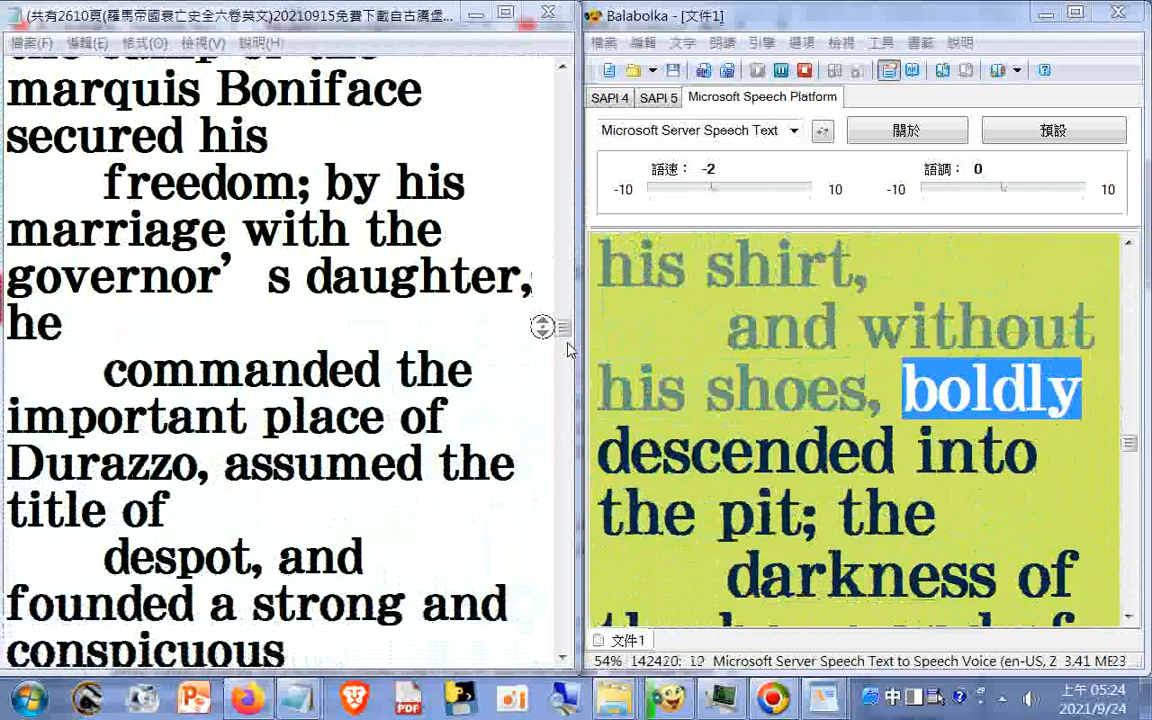 (共有2610頁(羅馬帝國衰亡史全六卷英文)20210915免費下載自古騰堡...
檔案(F) 編輯(E) 格式(O) 檢視(V) 說明(H)
marquis Boniface
secured his
freedom; by his
marriage with the
governor’ s daughter,
he
commanded the
important place of
Durazzo, assumed the
title of
despot, and
founded a strong and
conspicuous
Balabolka - [文件1]
檔案 編輯 文字 朗讀 引擎 選項 檢視 工具 書籤 說明
SAPI 4 SAPI 5 Microsoft Speech Platform
Microsoft Server Speech Text 關於 預設
語速： -2 語調： 0
-10 10 -10 10
his shirt,
and without
his shoes, boldly
descended into
the pit; the
darkness of
文件1
54% 142420: 12 Microsoft Server Speech Text to Speech Voice (en-US, Z 3,41 ME23
中 上午 05:24
2021/9/24